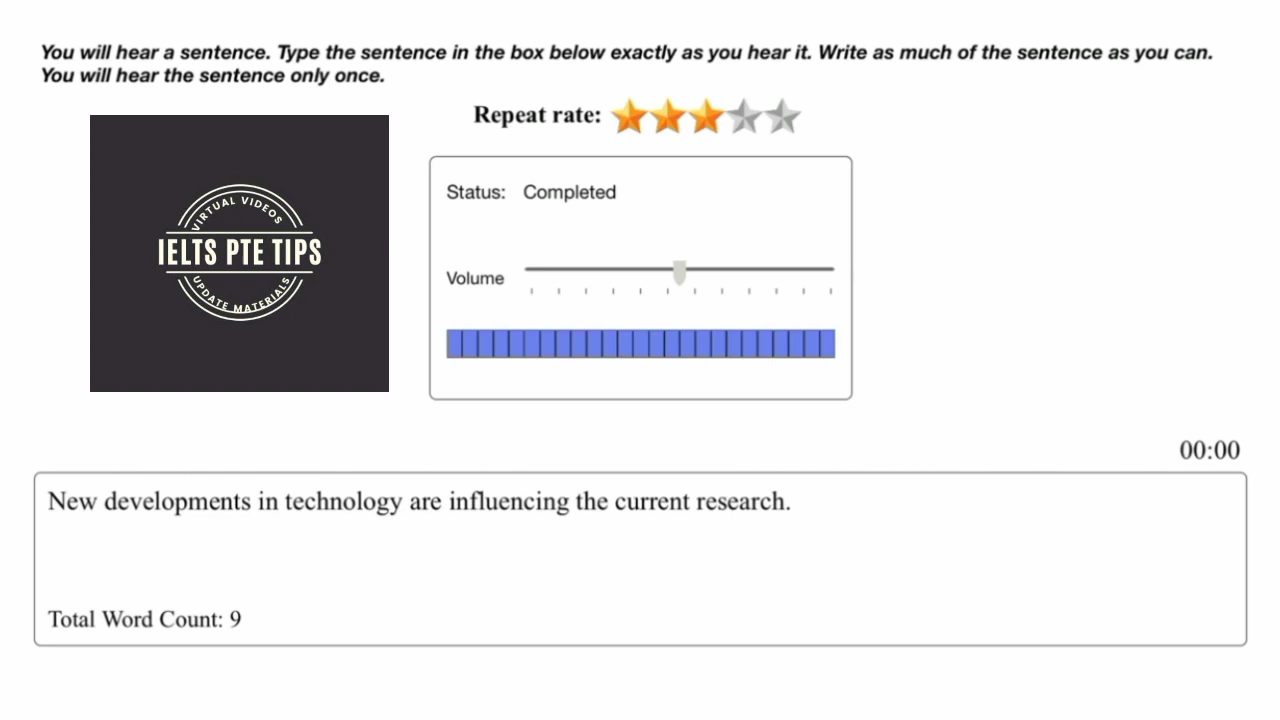 You will hear a sentence. Type the sentence in the box below exactly as you hear it. Write as much of the sentence as you can.
You will hear the sentence only once.
Repeat rate:
VIRTUAL VIDEOS
IELTS PTE TIPS
UPDATE MATERIALS
Status: Completed
Volume
00:00
New developments in technology are influencing the current research.
Total Word Count: 9